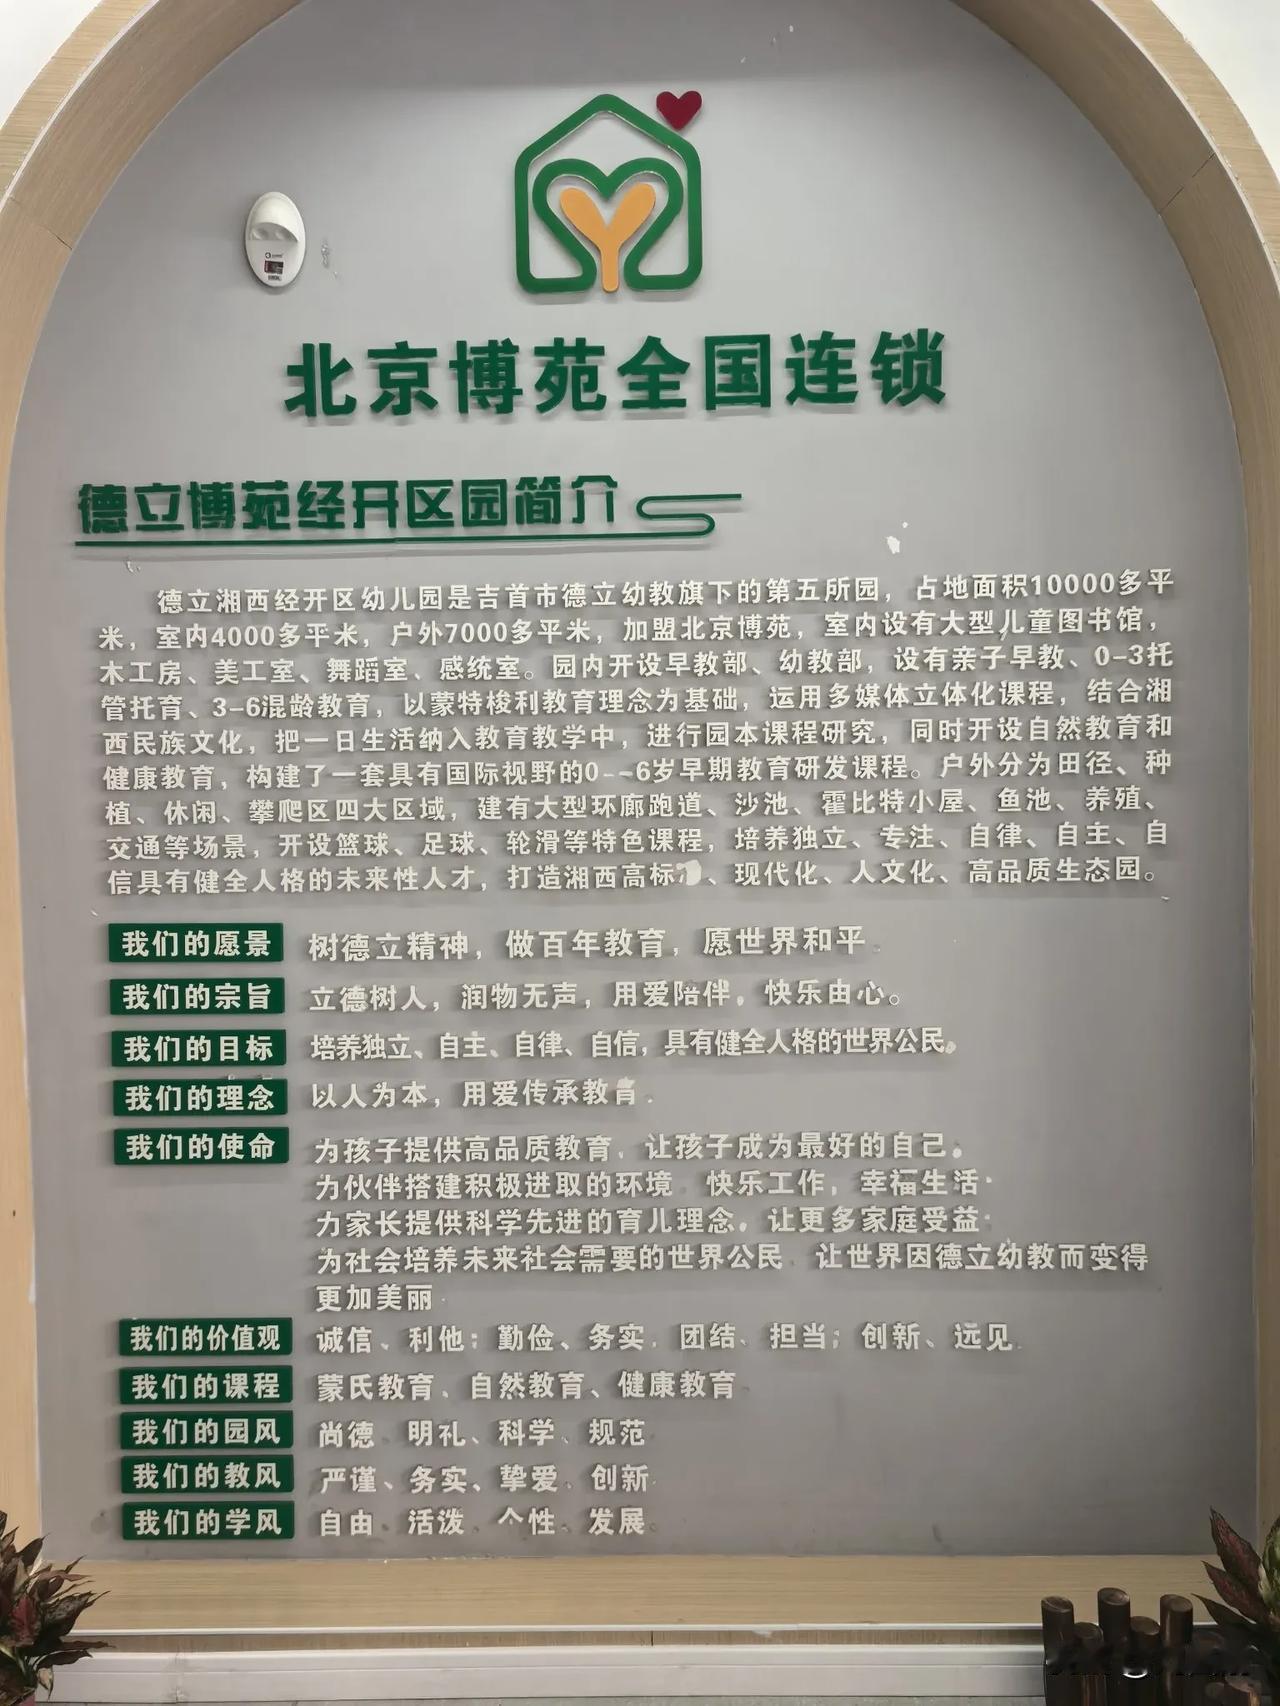 北京博苑全国连锁
德立博苑经开区园简介
德立湘西经开区幼儿园是吉首市德立幼教旗下的第五所园，占地面积10000多平
米，室内4000多平米，户外7000多平米，加盟北京博苑，室内设有大型儿童图书馆，
木工房、美工室、舞蹈室、感统室。园内开设早教部、幼教部，设有亲子早教、0-3托
管托育、3-6混龄教育，以蒙特梭利教育理念为基础，运用多媒体立体化课程，结合湘
西民族文化，把一日生活纳入教育教学中，进行园本课程研究，同时开设自然教育和
健康教育，构建了一套具有国际视野的0--6岁早期教育研发课程。户外分为田径、种
植、休闲、攀爬区四大区域，建有大型环廊跑道、沙池、霍比特小屋、鱼池、养殖、
交通等场景，开设篮球、足球、轮滑等特色课程，培养独立、专注、自律、自主、自
信具有健全人格的未来性人才，打造湘西高标、现代化、人文化、高品质生态园。
我们的愿景 树德立精神，做百年教育，愿世界和平。
我们的宗旨 立德树人，润物无声，用爱陪伴。快乐由心。
我们的目标 培养独立、自主、自律、自信，具有健全人格的世界公民。
我们的理念 以人为本，用爱传承教育.
我们的使命 为孩子提供高品质教育，让孩子成为最好的自己。
为伙伴搭建积极进取的环境 快乐工作，幸福生活·
力家长提供科学先进的育儿理念。让更多家庭受益·
为社会培养未来社会需要的世界公民 让世界因德立幼教而变得
更加美丽
我们的价值观 诚信、利他；勤俭、务实，团结、担当；创新、远见
我们的课程 蒙氏教育、自然教育、健康教育
我们的园风 尚德 明礼、科学、规范
我们的教风 严谨、务实、挚爱、创新
我们的学风 自由、活泼、个性、发展